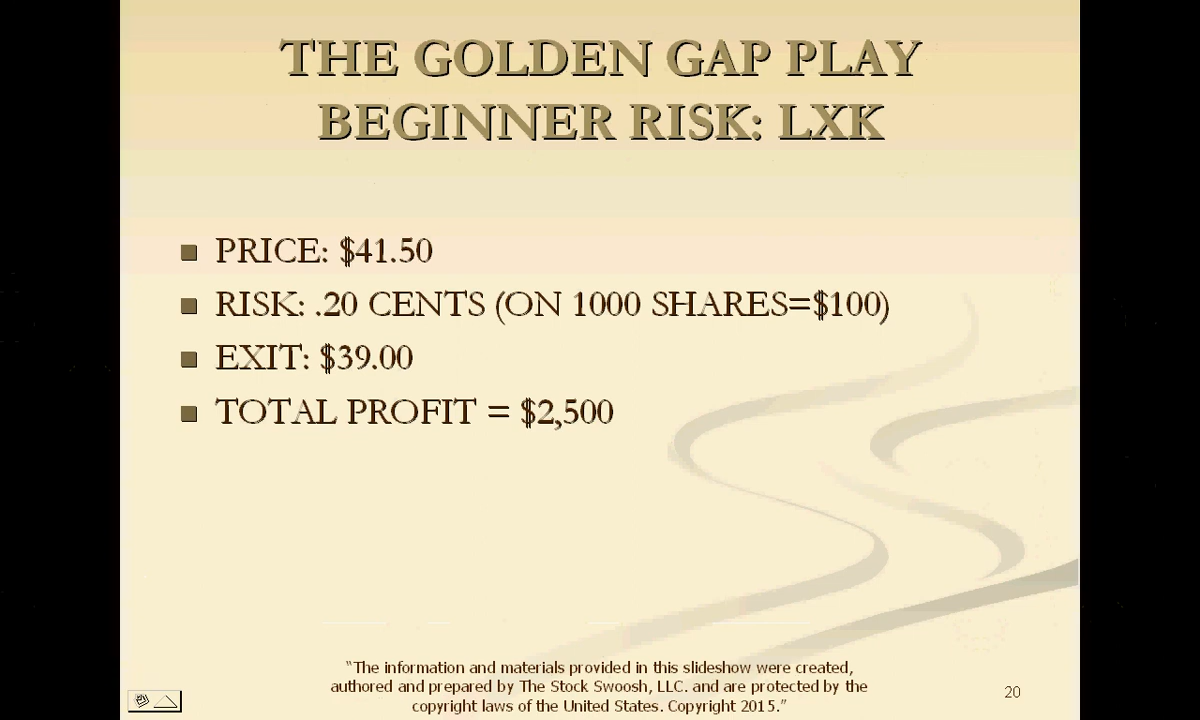 THE GOLDEN GAP PLAY
BEGINNER RISK: LXK
PRICE: $41.50
RISK: .20 CENTS (ON 1000 SHARES=$100)
EXIT: $39.00
TOTAL PROFIT = $2,500
"The information and materials provided in this slideshow were created,
authored and prepared by The Stock Swoosh, LLC. and are protected by the
copyright laws of the United States. Copyright 2015."
20